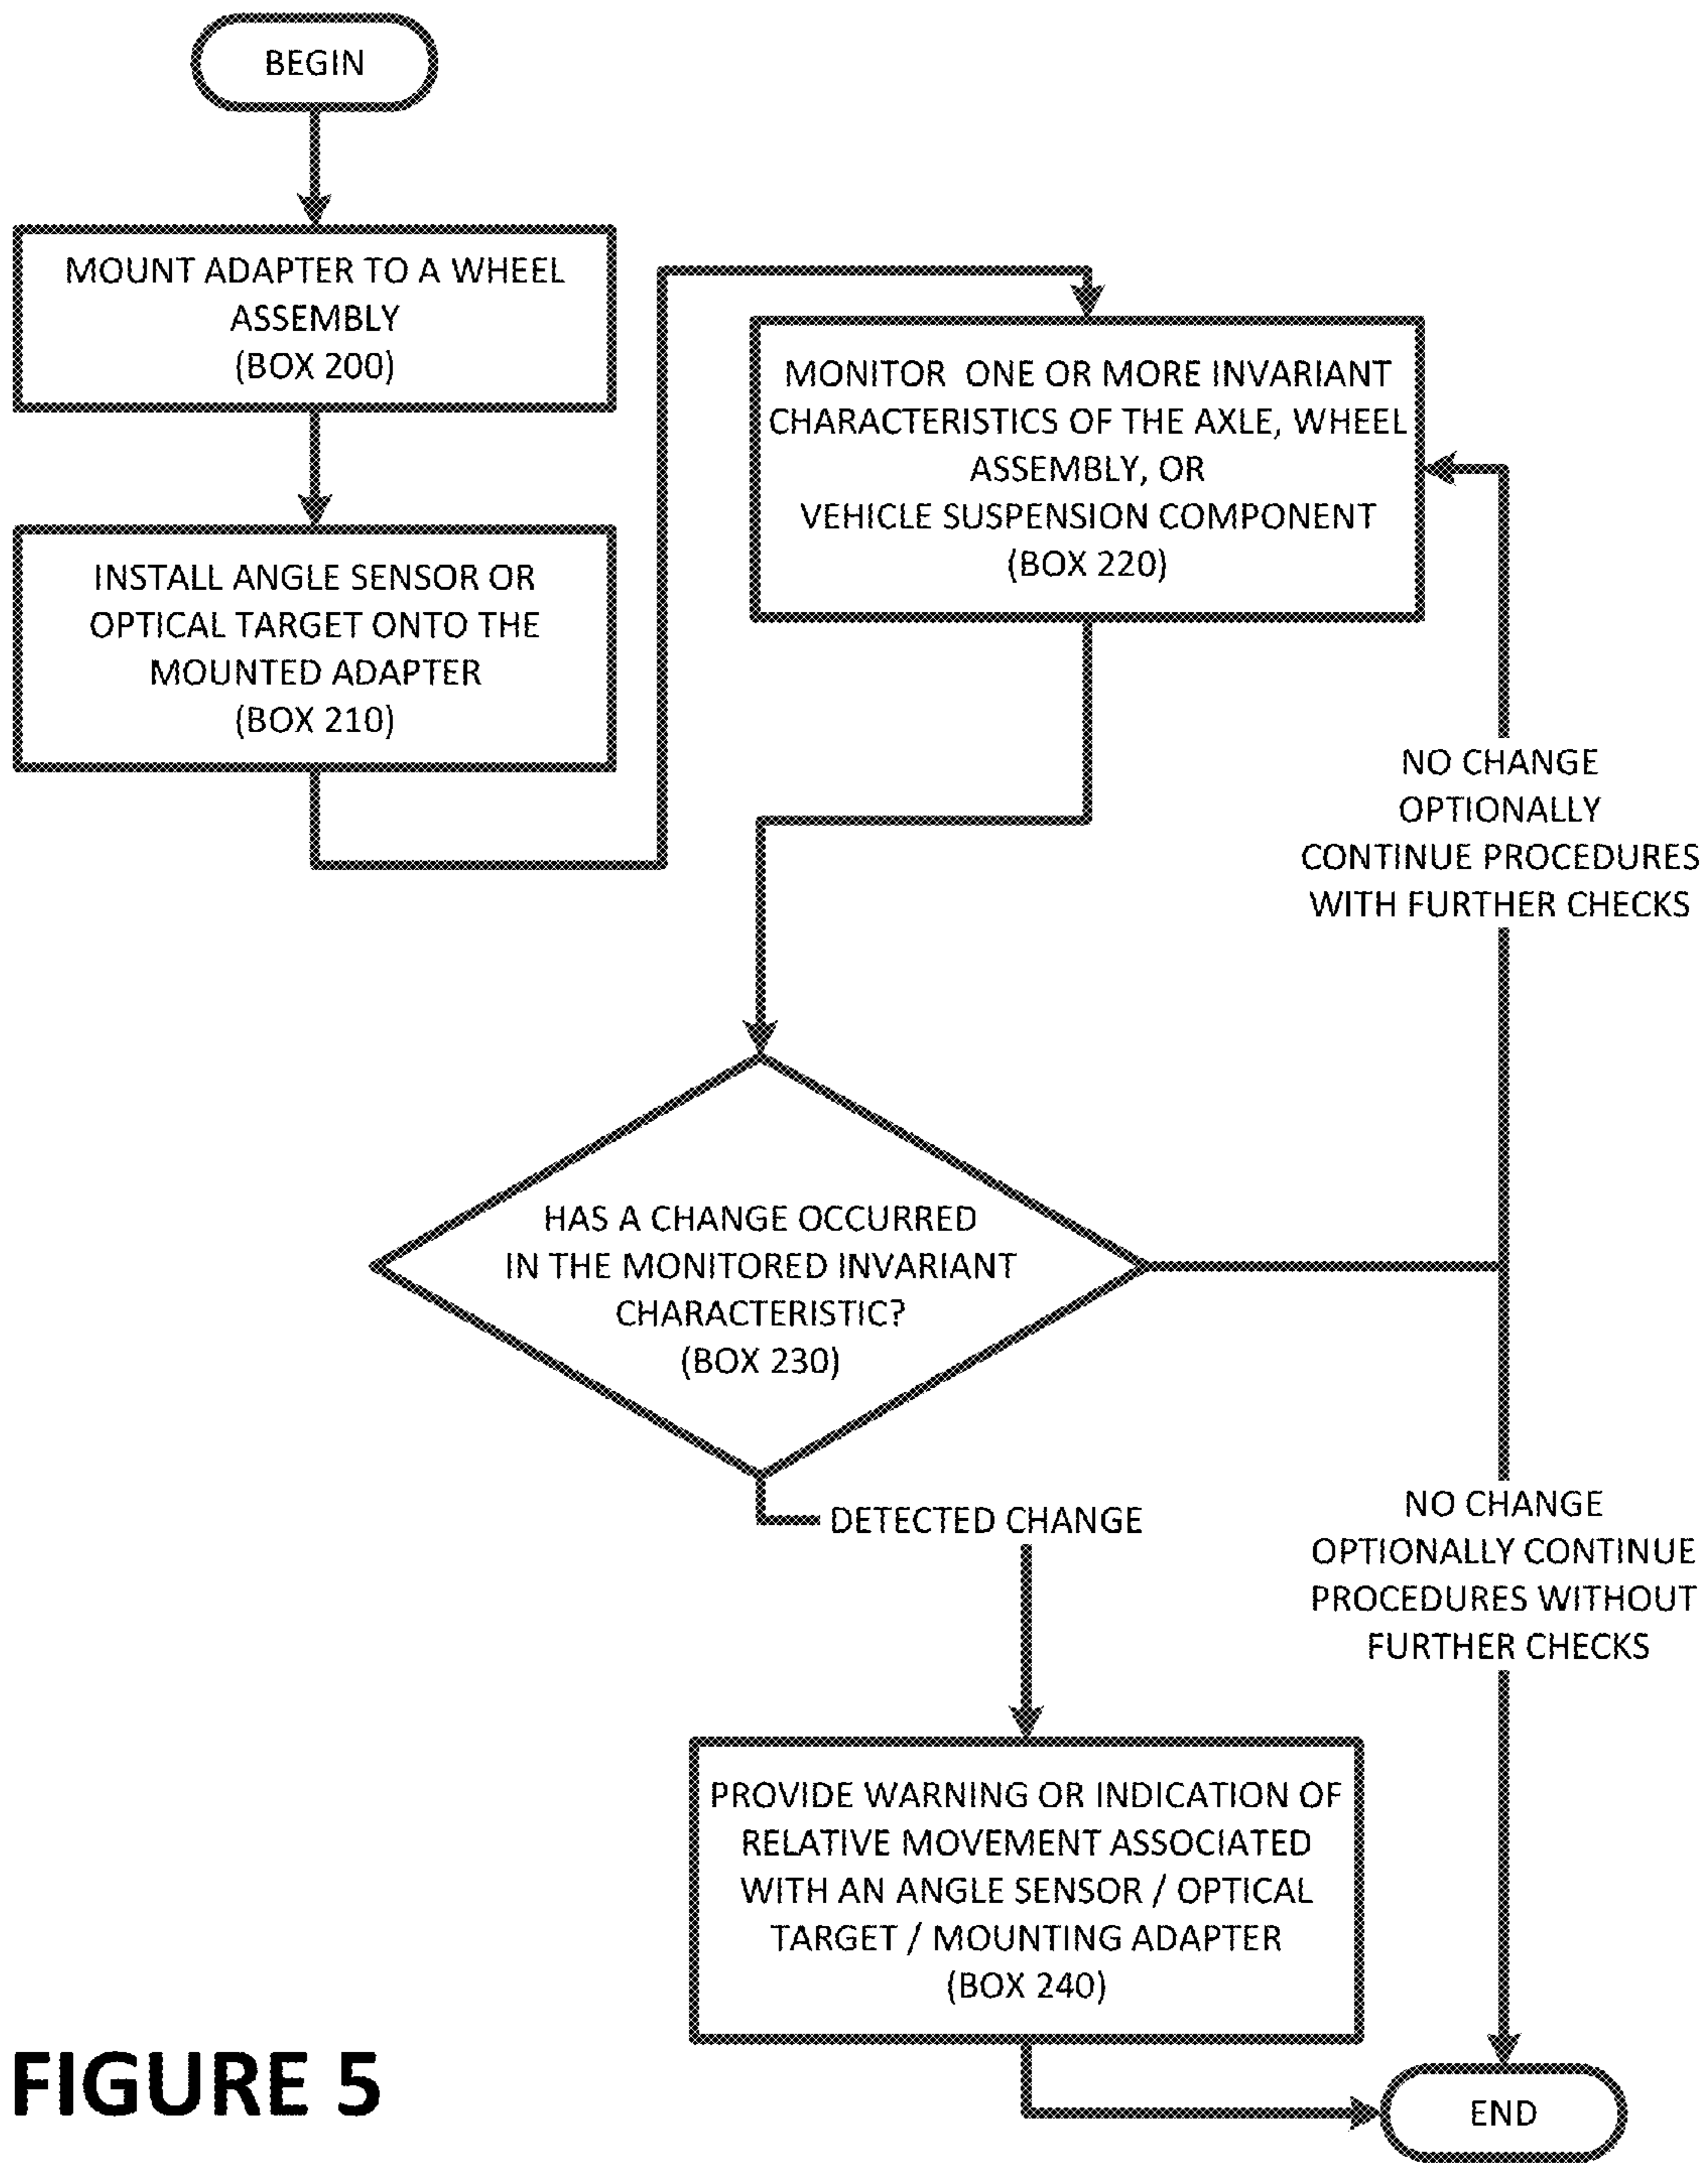 BEGIN
MOUNT ADAPTER TO A WHEEL
ASSEMBLY
(BOX 200)
INSTALL ANGLE SENSOR OR
OPTICAL TARGET ONTO THE
MOUNTED ADAPTER
(BOX 210)
MONITOR ONE OR MORE INVARIANT
CHARACTERISTICS OF THE AXLE, WHEEL
ASSEMBLY, OR
VEHICLE SUSPENSION COMPONENT
(BOX 220)
NO CHANGE
OPTIONALLY
CONTINUE PROCEDURES
WITH FURTHER CHECKS
HAS A CHANGE OCCURRED
IN THE MONITORED INVARIANT
CHARACTERISTIC?
(BOX 230)
DETECTED CHANGE
NO CHANGE
OPTIONALLY CONTINUE
PROCEDURES WITHOUT
FURTHER CHECKS
PROVIDE WARNING OR INDICATION OF
RELATIVE MOVEMENT ASSOCIATED
WITH AN ANGLE SENSOR / OPTICAL
TARGET / MOUNTING ADAPTER
(BOX 240)
END
FIGURE 5